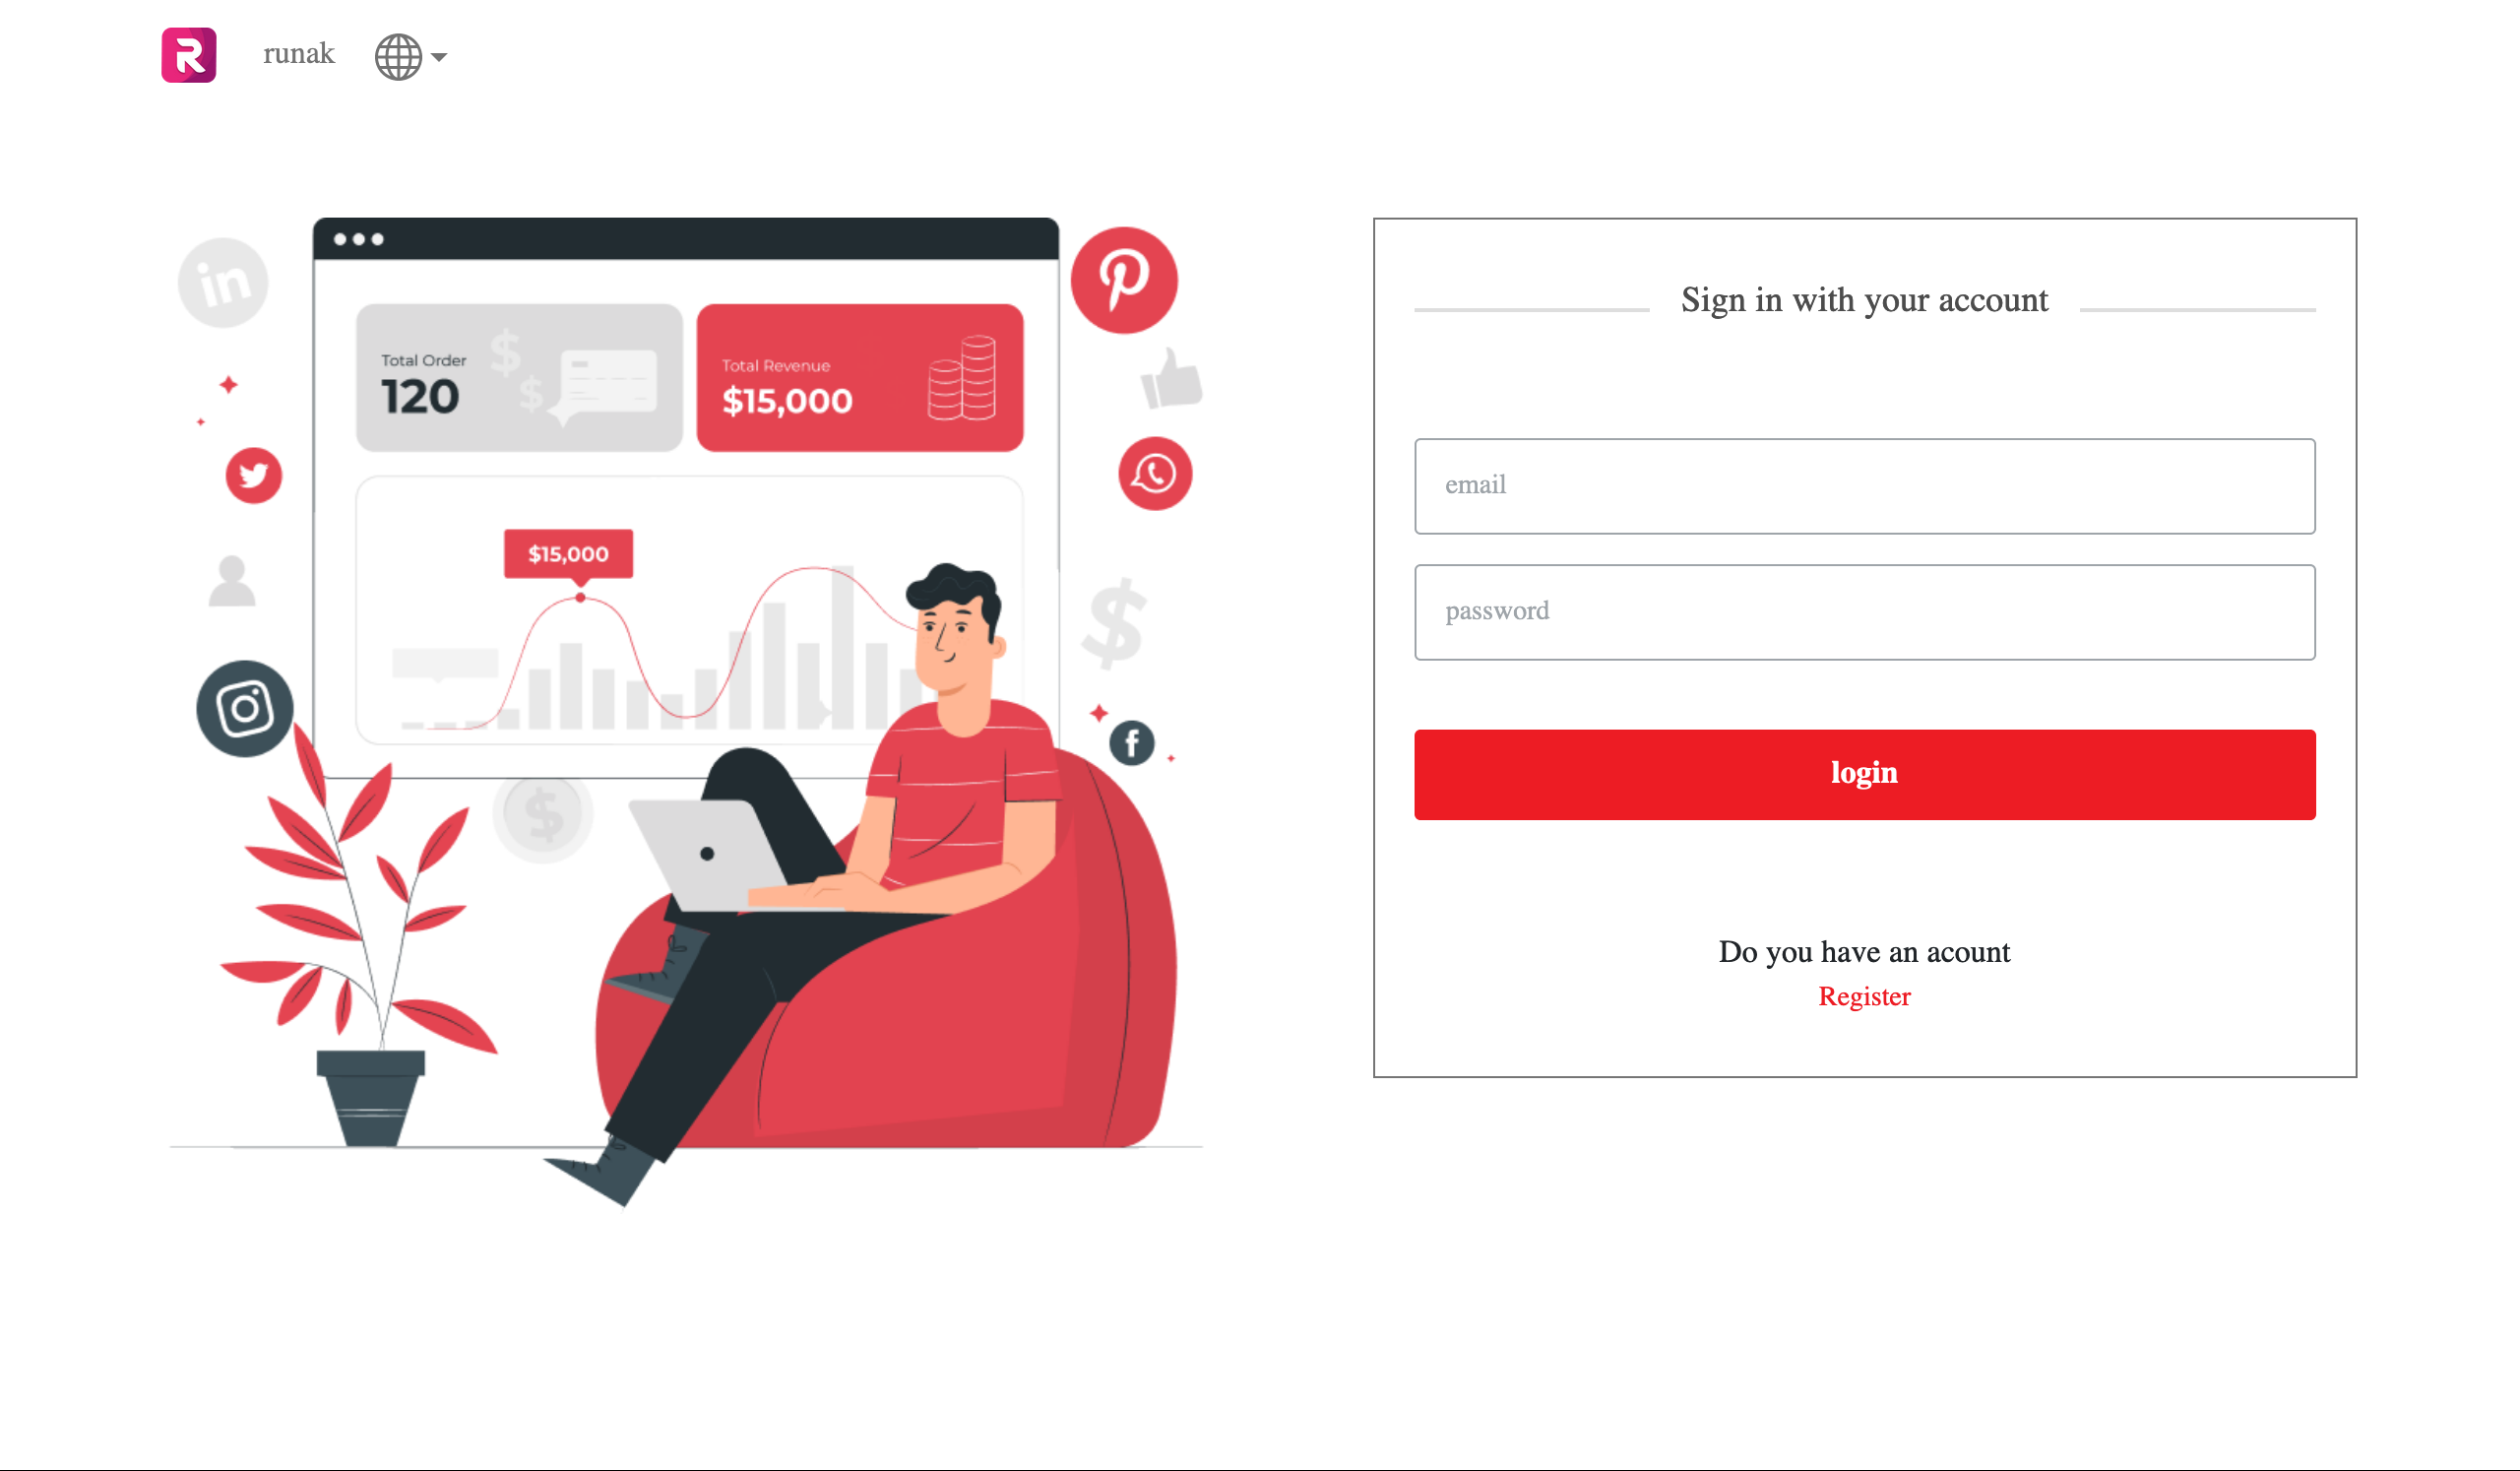 runak
Total Order
120
Total Revenue
$15,000
$15,000
Sign in with your account
email
password
login
Do you have an acount
Register